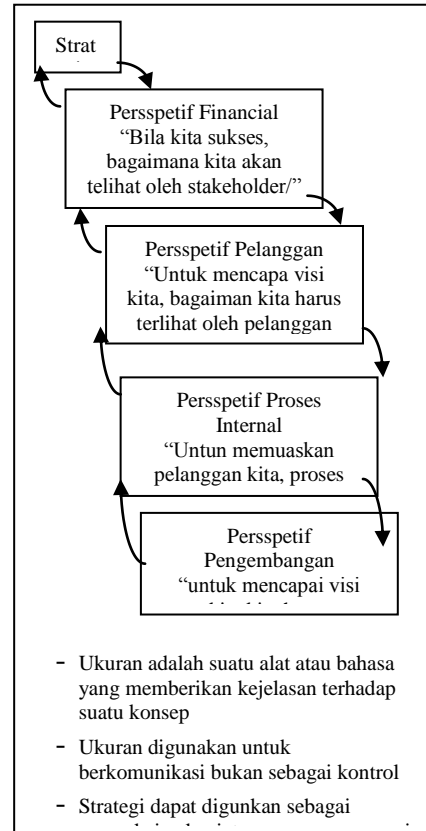 Strat
Persspetif Financial
“Bila kita sukses,
bagaimana kita akan
telihat oleh stakeholder/”
Persspetif Pelanggan
“Untuk mencapa visi
kita, bagaiman kita harus
terlihat oleh pelanggan
Persspetif Proses
Internal
“Untun memuaskan
pelanggan kita, proses
Persspetif
Pengembangan
“untuk mencapai visi
- Ukuran adalah suatu alat atau bahasa
yang memberikan kejelasan terhadap
suatu konsep
- Ukuran digunakan untuk
berkomunikasi bukan sebagai kontrol
- Strategi dapat digunkan sebagai